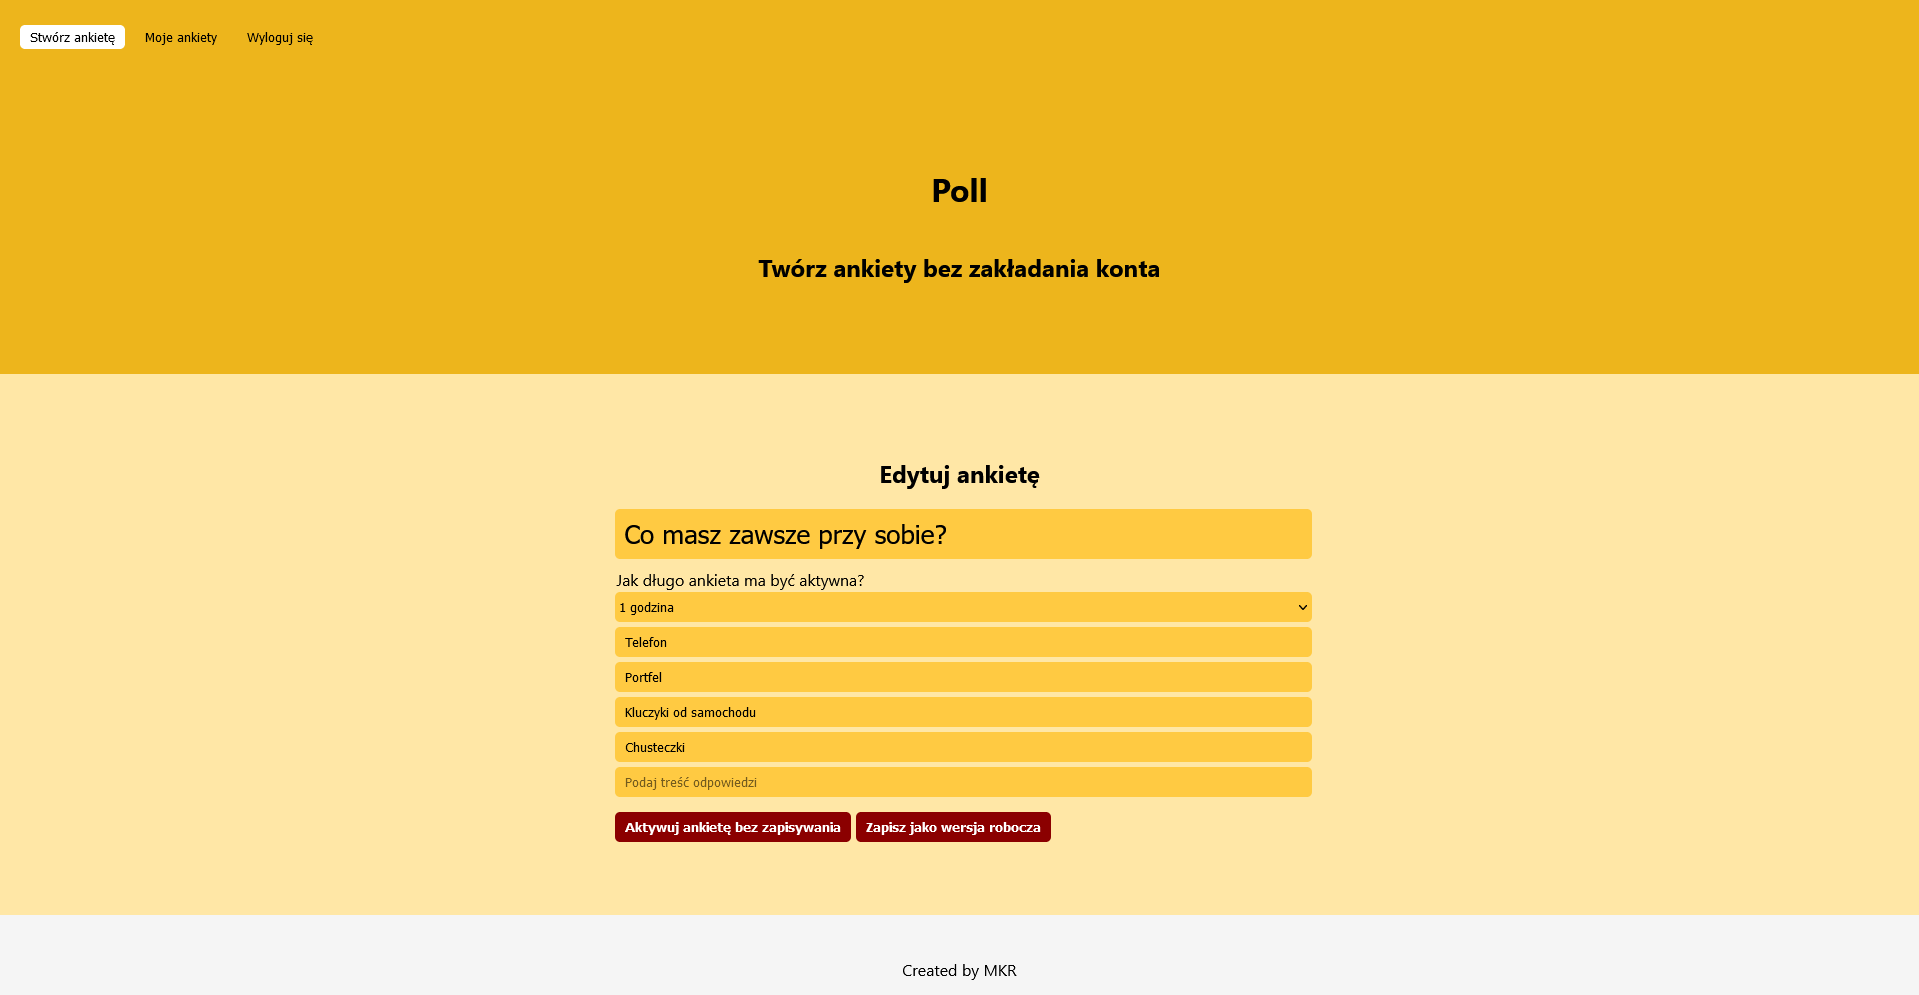 Stwórz ankietę Moje ankiety Wyloguj się
Poll
Twórz ankiety bez zakładania konta
Edytuj ankietę
Co masz zawsze przy sobie?
Jak długo ankieta ma być aktywna?
1 godzina
Telefon
Portfel
Kluczyki od samochodu
Chusteczki
Podaj treść odpowiedzi
Aktywuj ankietę bez zapisywania Zapisz jako wersja robocza
Created by MKR